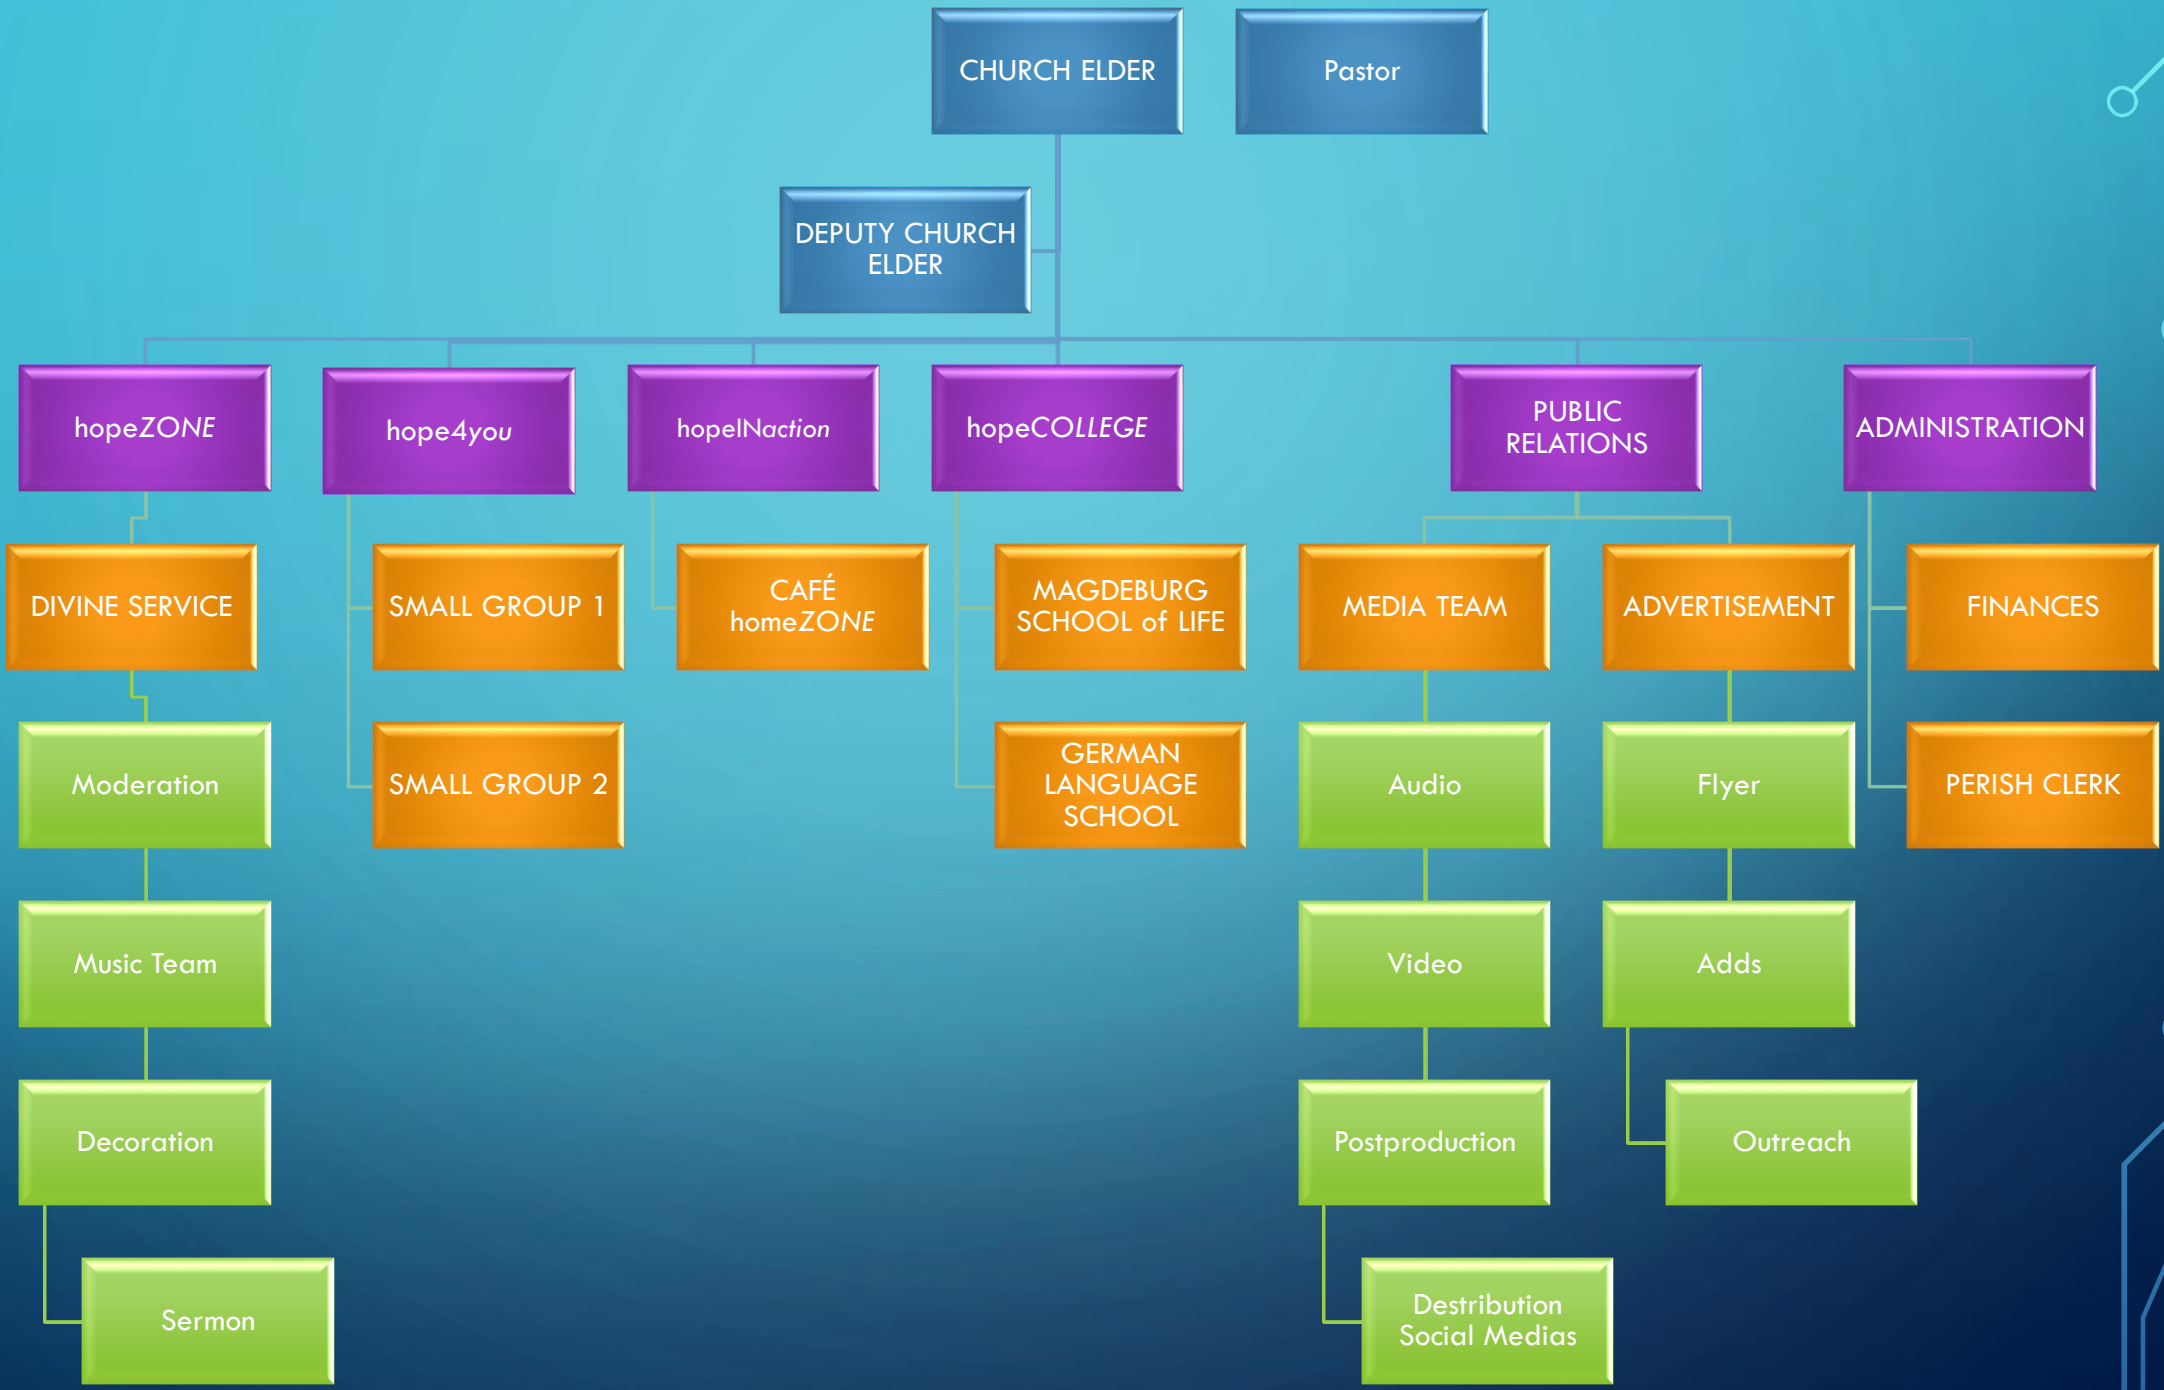 CHURCH ELDER
Pastor
DEPUTY CHURCH
ELDER
hopeZONE
hope4you
hopeINaction
hopeCOLLEGE
PUBLIC
RELATIONS
ADMINISTRATION
DIVINE SERVICE
SMALL GROUP 1
CAFÉ
homeZONE
MAGDEBURG
SCHOOL of LIFE
MEDIA TEAM
ADVERTISEMENT
FINANCES
Moderation
SMALL GROUP 2
GERMAN
LANGUAGE
SCHOOL
Audio
Flyer
PERISH CLERK
Music Team
Video
Adds
Decoration
Postproduction
Outreach
Sermon
Destribution
Social Medias